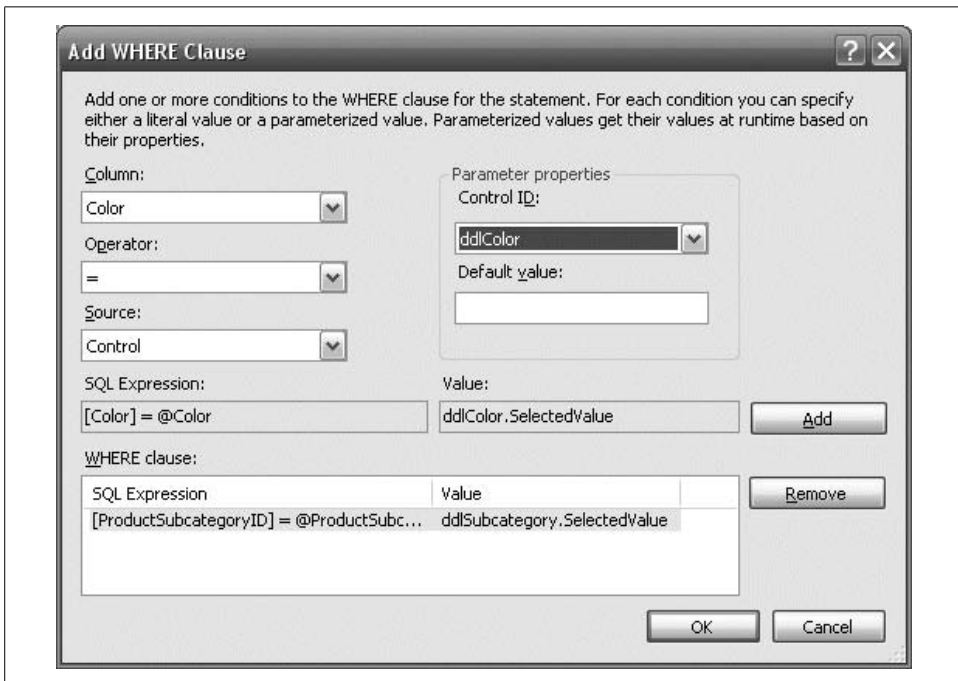 Add WHERE Clause
Add one or more conditions to the WHERE clause for the statement. For each condition you can specify
either a literal value or a parameterized value. Parameterized values get their values at runtime based on
their properties.
Column:
Color
Operator:
=
Source:
Control
Parameter properties
Control ID:
ddlColor
Default value:
SQL Expression:
[Color] = @Color
Value:
ddlColor.SelectedValue
Add
WHERE clause:
SQL Expression Value
[ProductSubcategoryID] = @ProductSubc... ddlSubcategory.SelectedValue
Remove
OK
Cancel